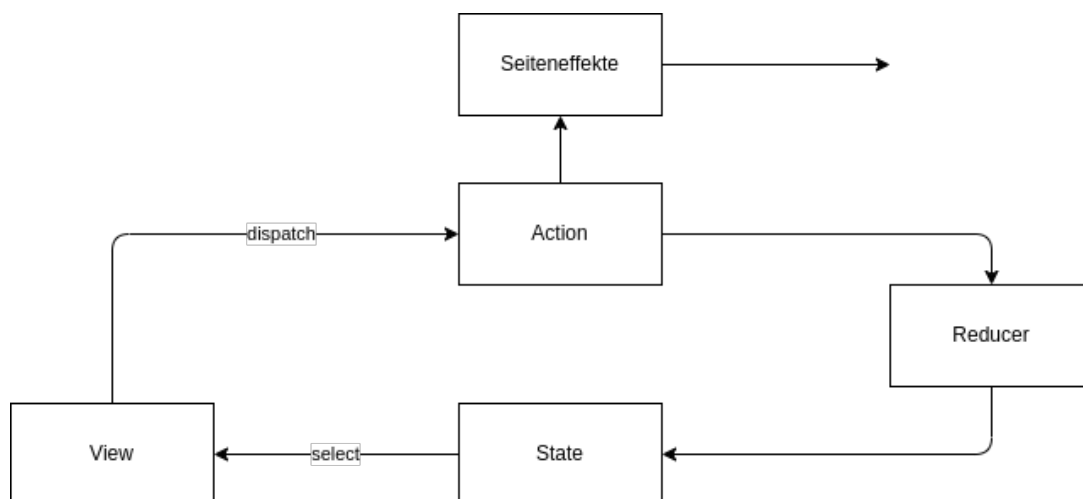 Seiteneffekte
dispatch
Action
Reducer
View
select
State